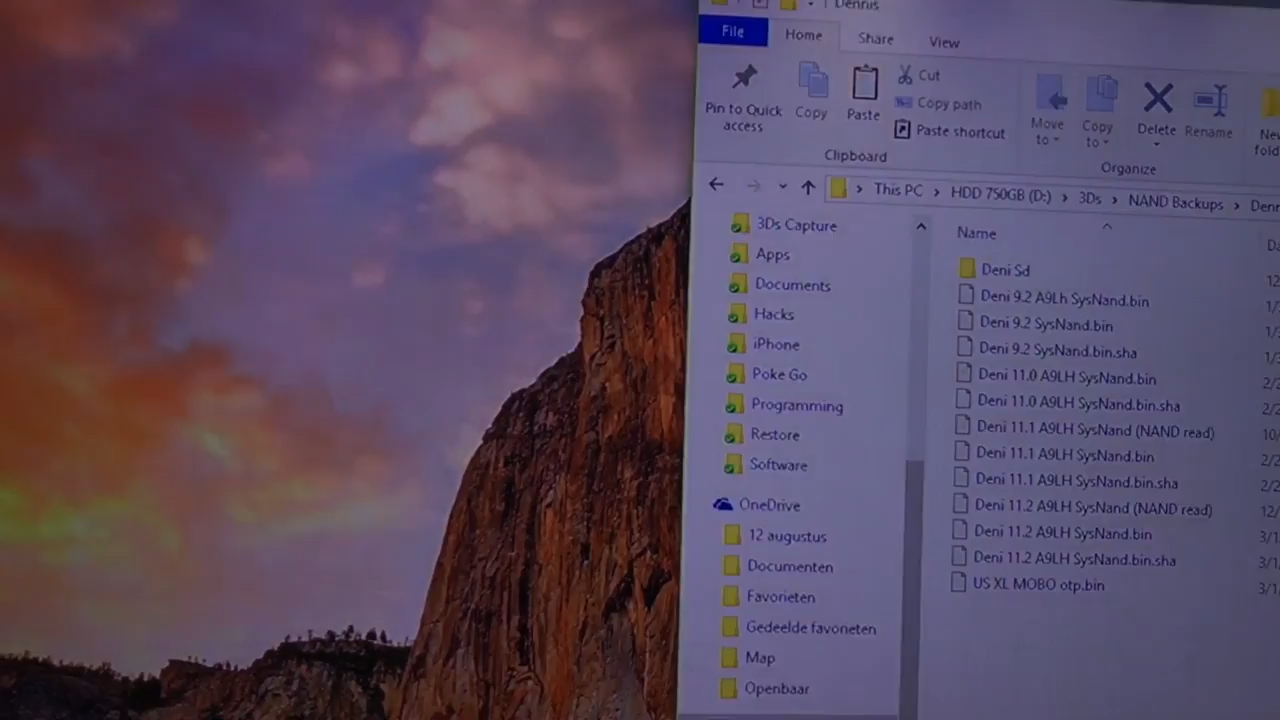 Dennis
File Home Share View
Pin to Quick access
Copy
Paste
Cut
Copy path
Paste shortcut
Move to
Copy to
Delete
Rename
Clipboard
Organize
This PC > HDD 750GB (D:) > 3Ds > NAND Backups >
3Ds Capture
Apps
Documents
Hacks
iPhone
Poke Go
Programming
Restore
Software
OneDrive
12 augustus
Documenten
Favorieten
Gedeelde favorieten
Map
Openbaar
Name
Deni Sd
Deni 9.2 A9Lh SysNand.bin
Deni 9.2 SysNand.bin
Deni 9.2 SysNand.bin.sha
Deni 11.0 A9LH SysNand.bin
Deni 11.0 A9LH SysNand.bin.sha
Deni 11.1 A9LH SysNand (NAND read)
Deni 11.1 A9LH SysNand.bin
Deni 11.1 A9LH SysNand.bin.sha
Deni 11.2 A9LH SysNand (NAND read)
Deni 11.2 A9LH SysNand.bin
Deni 11.2 A9LH SysNand.bin.sha
US XL MOBO otp.bin